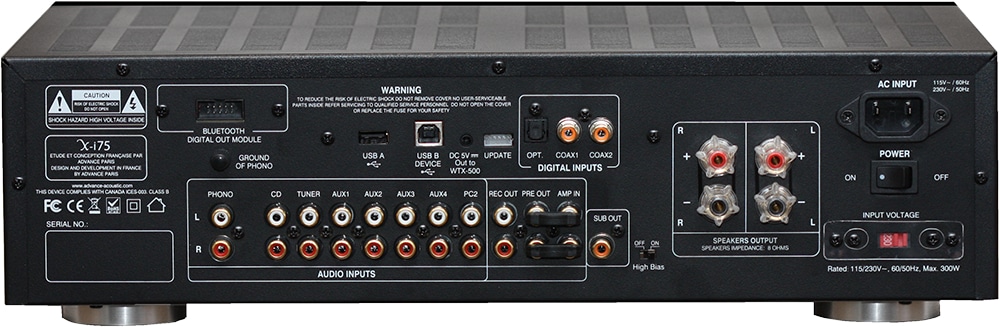 CAUTION
RISK OF ELECTRIC SHOCK
DO NOT OPEN
SHOCK HAZARD HIGH VOLTAGE INSIDE
X-i75
ETUDE ET CONCEPTION FRANÇAISE PAR
ADVANCE PARIS
DESIGN AND DEVELOPMENT IN FRANCE
BY ADVANCE PARIS
www.advance-acoustic.com
THIS DEVICE COMPLIES WITH CANADA ICES-003. CLASS B
FC CE
SERIAL NO.:
BLUETOOTH
DIGITAL OUT MODULE
GROUND
OF PHONO
WARNING
TO REDUCE THE RISK OF ELECTRIC SHOCK DO NOT REMOVE COVER NO USER-SERVICEABLE
PARTS INSIDE REFER SERVICING TO QUALIFIED SERVICE PERSONNEL DO NOT OPEN THE COVER
OR REPLACE THE FUSE FOR YOUR SAFETY
USB A
USB B
DEVICE
DC 5V
Out to
WTX-500
UPDATE
OPT. COAX1 COAX2
DIGITAL INPUTS
PHONO CD TUNER AUX1 AUX2 AUX3 AUX4 PC2 REC OUT PRE OUT AMP IN
L
R
AUDIO INPUTS
SUB OUT
OFF ON
High Bias
R L
+ +
− −
R L
SPEAKERS OUTPUT
SPEAKERS IMPEDANCE: 8 OHMS
AC INPUT
115V~ / 60Hz
230V~ / 50Hz
POWER
ON OFF
INPUT VOLTAGE
Rated: 115/230V~, 60/50Hz, Max. 300W